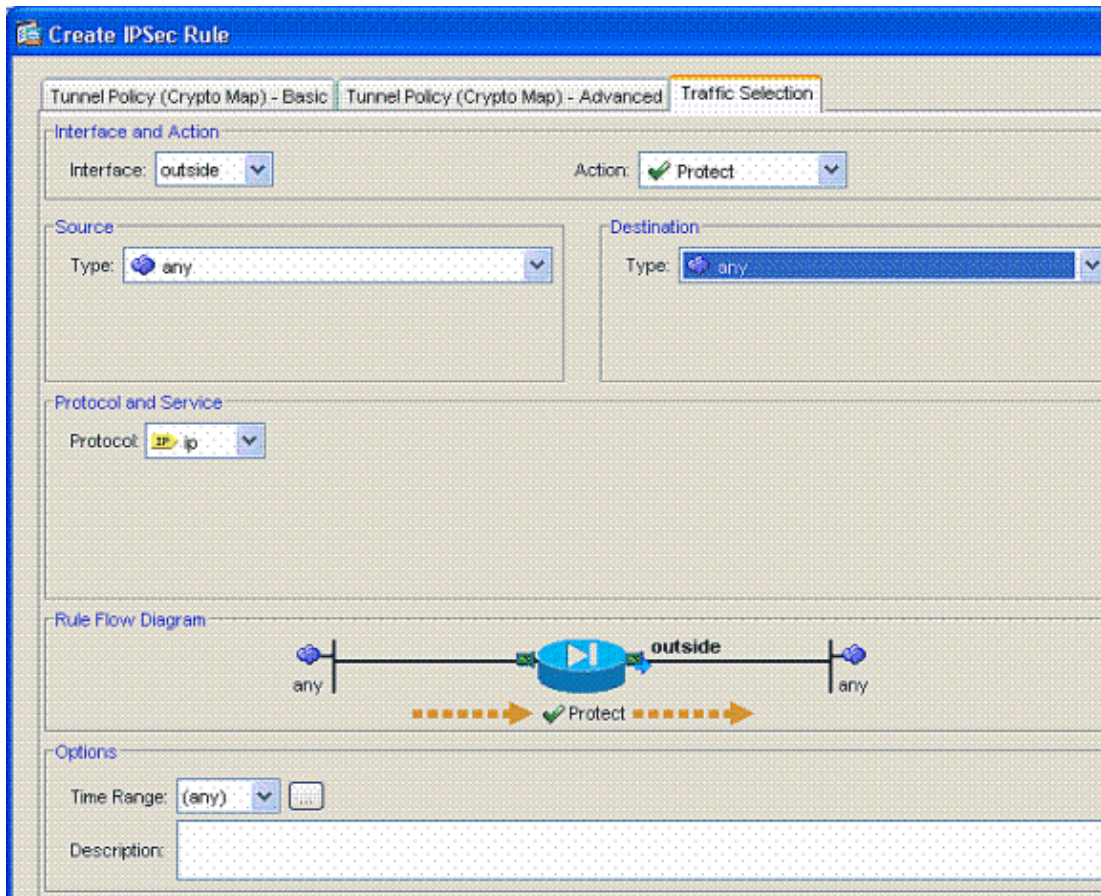 Create IPSec Rule
Tunnel Policy (Crypto Map) - Basic Tunnel Policy (Crypto Map) - Advanced Traffic Selection
Interface and Action
Interface: outside Action: Protect
Source Destination
Type: any Type: any
Protocol and Service
Protocol: IP ip
Rule Flow Diagram
outside
any any
Protect
Options
Time Range: (any) ...
Description: